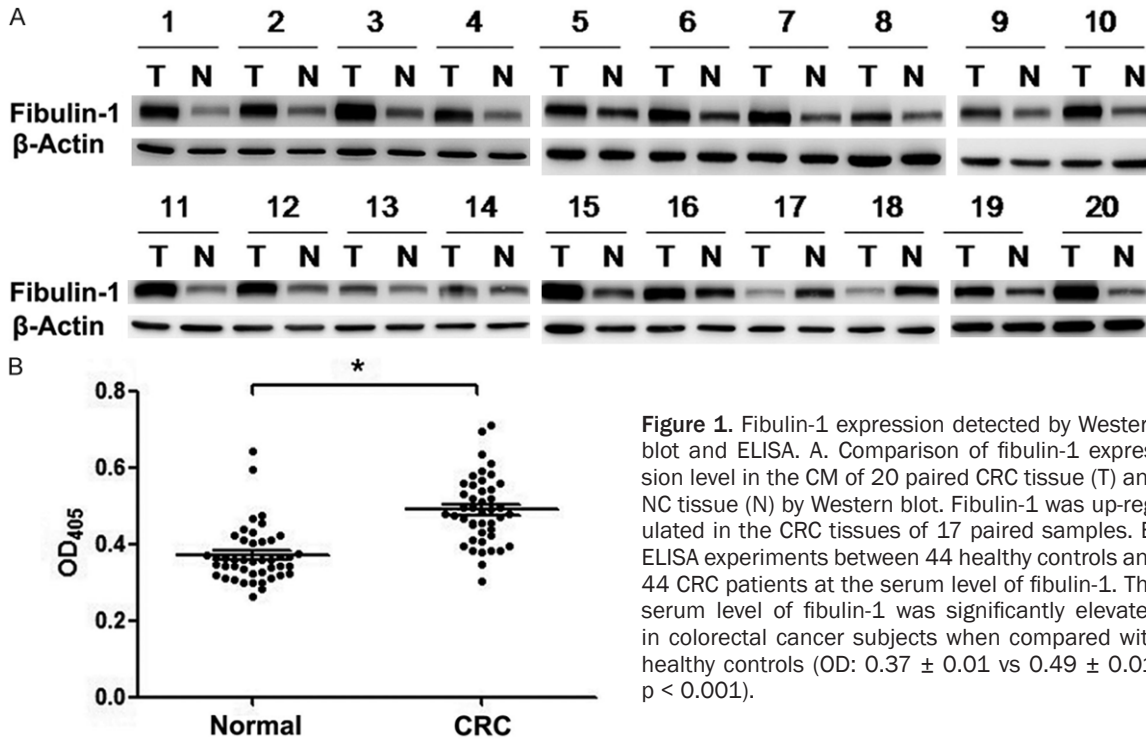 A
1 2 3 4 5 6 7 8 9 10
T N T N T N T N T N T N T N T N T N T N
Fibulin-1
β-Actin
11 12 13 14 15 16 17 18 19 20
T N T N T N T N T N T N T N T N T N T N
Fibulin-1
β-Actin
B
*
0.8
0.6
0.4
0.2
0.0
OD405
Normal CRC
Figure 1. Fibulin-1 expression detected by Wester
blot and ELISA. A. Comparison of fibulin-1 expres
sion level in the CM of 20 paired CRC tissue (T) an
NC tissue (N) by Western blot. Fibulin-1 was up-reg
ulated in the CRC tissues of 17 paired samples. B
ELISA experiments between 44 healthy controls an
44 CRC patients at the serum level of fibulin-1. Th
serum level of fibulin-1 was significantly elevate
in colorectal cancer subjects when compared wit
healthy controls (OD: 0.37 ± 0.01 vs 0.49 ± 0.01
p < 0.001).